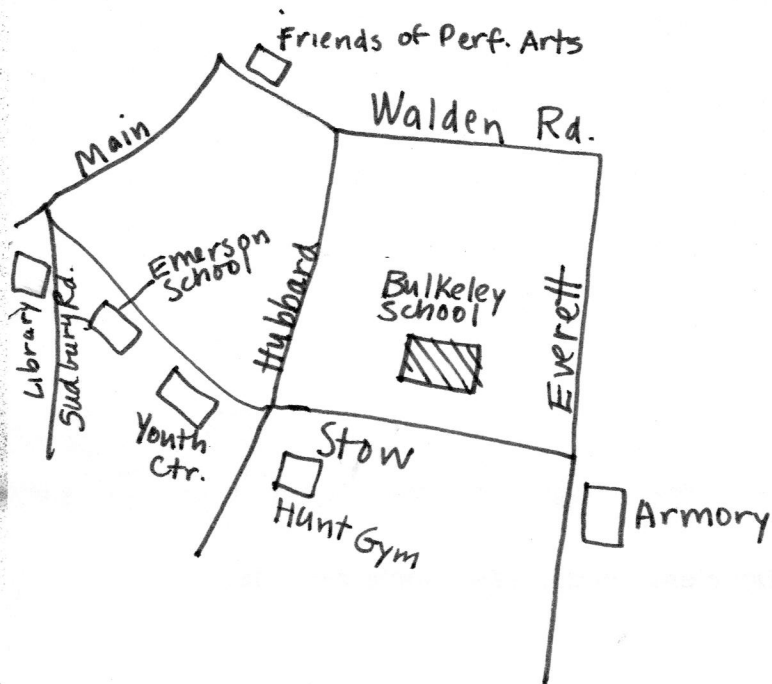 Friends of Perf. Arts
Walden Rd.
Main
Emerson
School
Hubbard
Bulkeley
School
Everett
Library
Sudbury Rd.
Youth
Ctr.
Stow
Hunt Gym
Armory